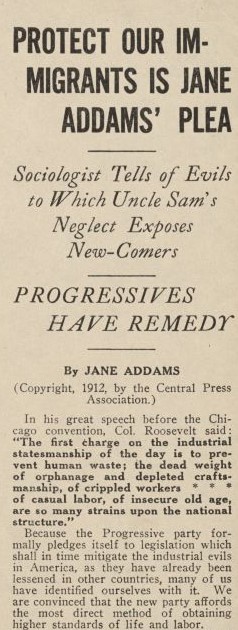 PROTECT OUR IM-
MIGRANTS IS JANE
ADDAMS' PLEA
Sociologist Tells of Evils
to Which Uncle Sam's
Neglect Exposes
New-Comers
PROGRESSIVES
HAVE REMEDY
By JANE ADDAMS
(Copyright, 1912, by the Central Press
Association.)
In his great speech before the Chi-
cago convention, Col. Roosevelt said:
"The first charge on the industrial
statesmanship of the day is to pre-
vent human waste; the dead weight
of orphanage and depleted crafts-
manship, of crippled workers * * *
of casual labor, of insecure old age,
are so many strains upon the national
structure."
Because the Progressive party for-
mally pledges itself to legislation which
shall in time mitigate the industrial evils
in America, as they have already been
lessened in other countries, many of us
have identified ourselves with it. We
are convinced that the new party affords
the most direct method of obtaining
higher standards of life and labor.